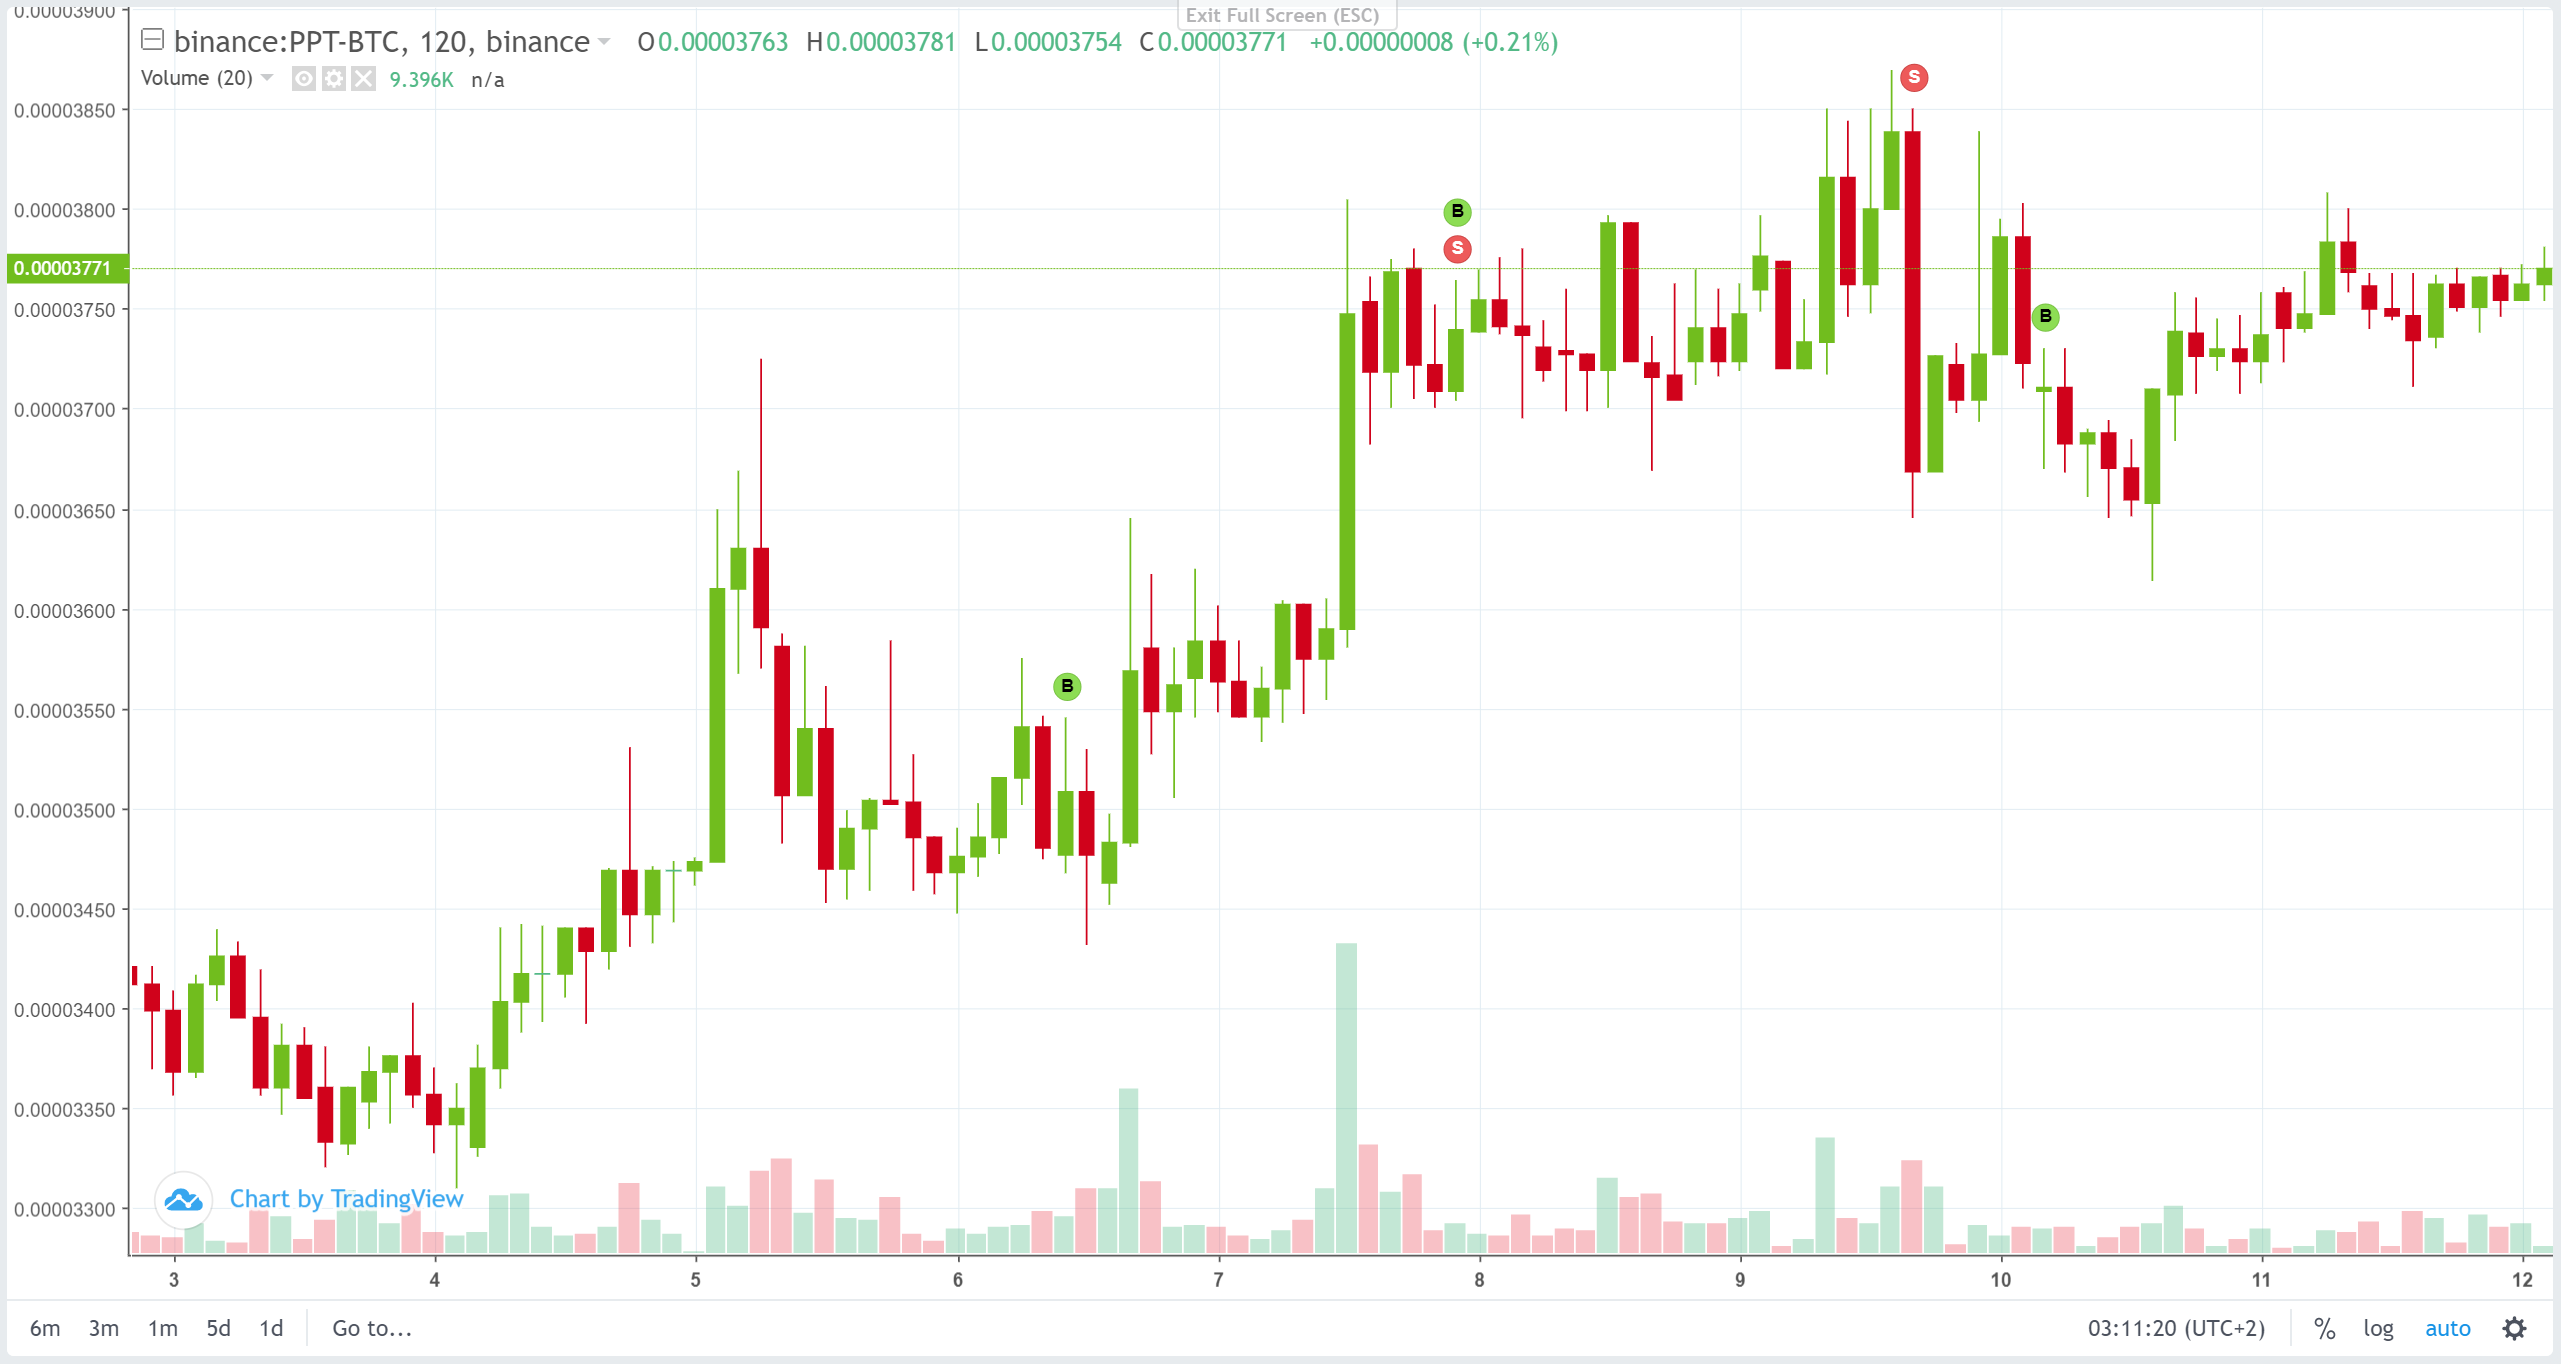 Exit Full Screen (ESC)
0.00003900
binance:PPT-BTC, 120, binance O0.00003763 H0.00003781 L0.00003754 C0.00003771 +0.00000008 (+0.21%)
Volume (20) 9.396K n/a
S
0.00003850
B
0.00003800
S
0.00003771
0.00003750
B
0.00003700
0.00003650
0.00003600
B
0.00003550
0.00003500
0.00003450
0.00003400
0.00003350
Chart by TradingView
0.00003300
3 4 5 6 7 8 9 10 11 12
6m 3m 1m 5d 1d Go to... 03:11:20 (UTC+2) % log auto